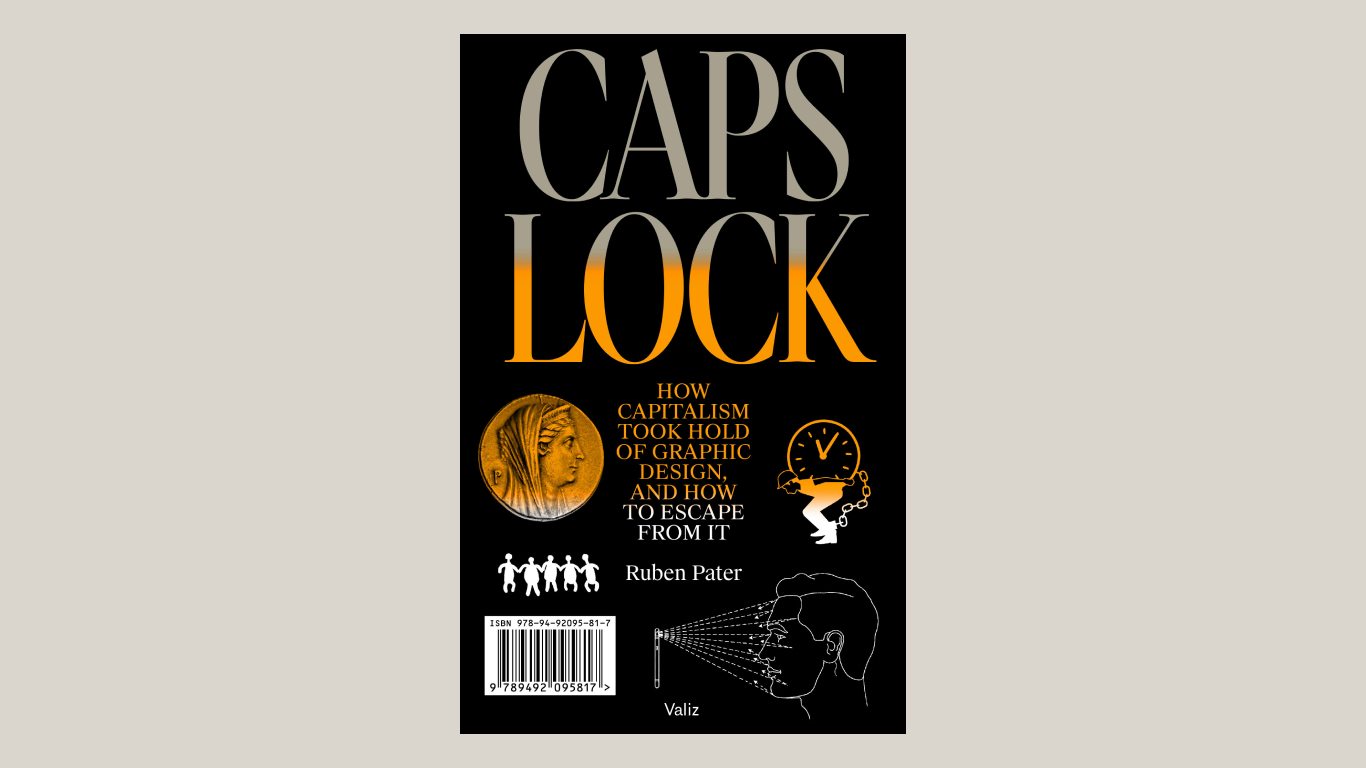 CAPS
LOCK
HOW
CAPITALISM
TOOK HOLD
OF GRAPHIC
DESIGN,
AND HOW
TO ESCAPE
FROM IT
Ruben Pater
ISBN 978-94-92095-81-7
9 789492 095817 >
Valiz
P